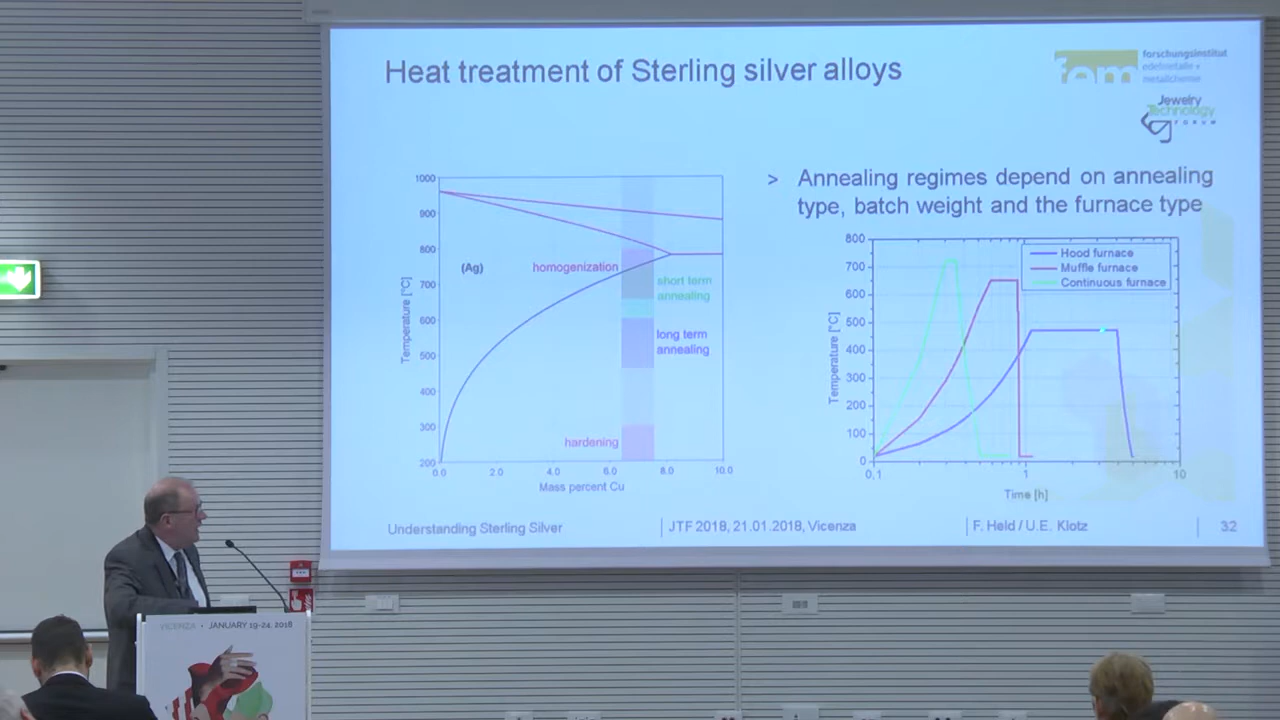 Heat treatment of Sterling silver alloys
fem
forschungsinstitut
edelmetalle +
metallchemie
Jewelry
Technology
FORUM
> Annealing regimes depend on annealing
type, batch weight and the furnace type
1000
900
800
700
600
500
400
300
200
Temperature [°C]
(Ag)
homogenization
short term
annealing
long term
annealing
hardening
0.0 2.0 4.0 6.0 8.0 10.0
Mass percent Cu
800
700
600
500
400
300
200
100
0
Temperature [°C]
Hood furnace
Muffle furnace
Continuous furnace
0,1 1 10
Time [h]
Understanding Sterling Silver
JTF 2018, 21.01.2018, Vicenza
F. Held / U.E. Klotz
32
VICENZA • JANUARY 19-24, 2018